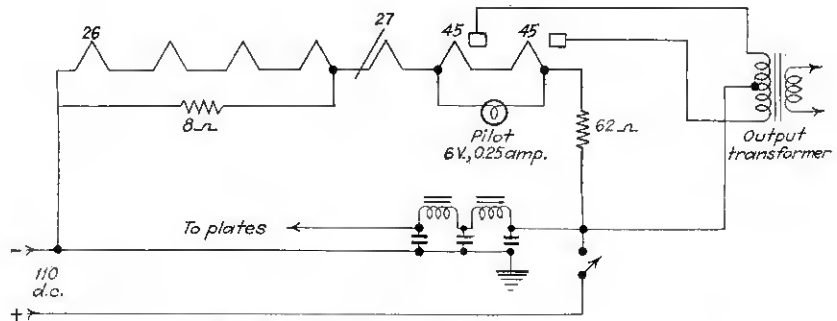 26
27
45
45
8Ω
Pilot
6V., 0.25 amp.
62Ω
Output
transformer
To plates
-
110
d.c.
+